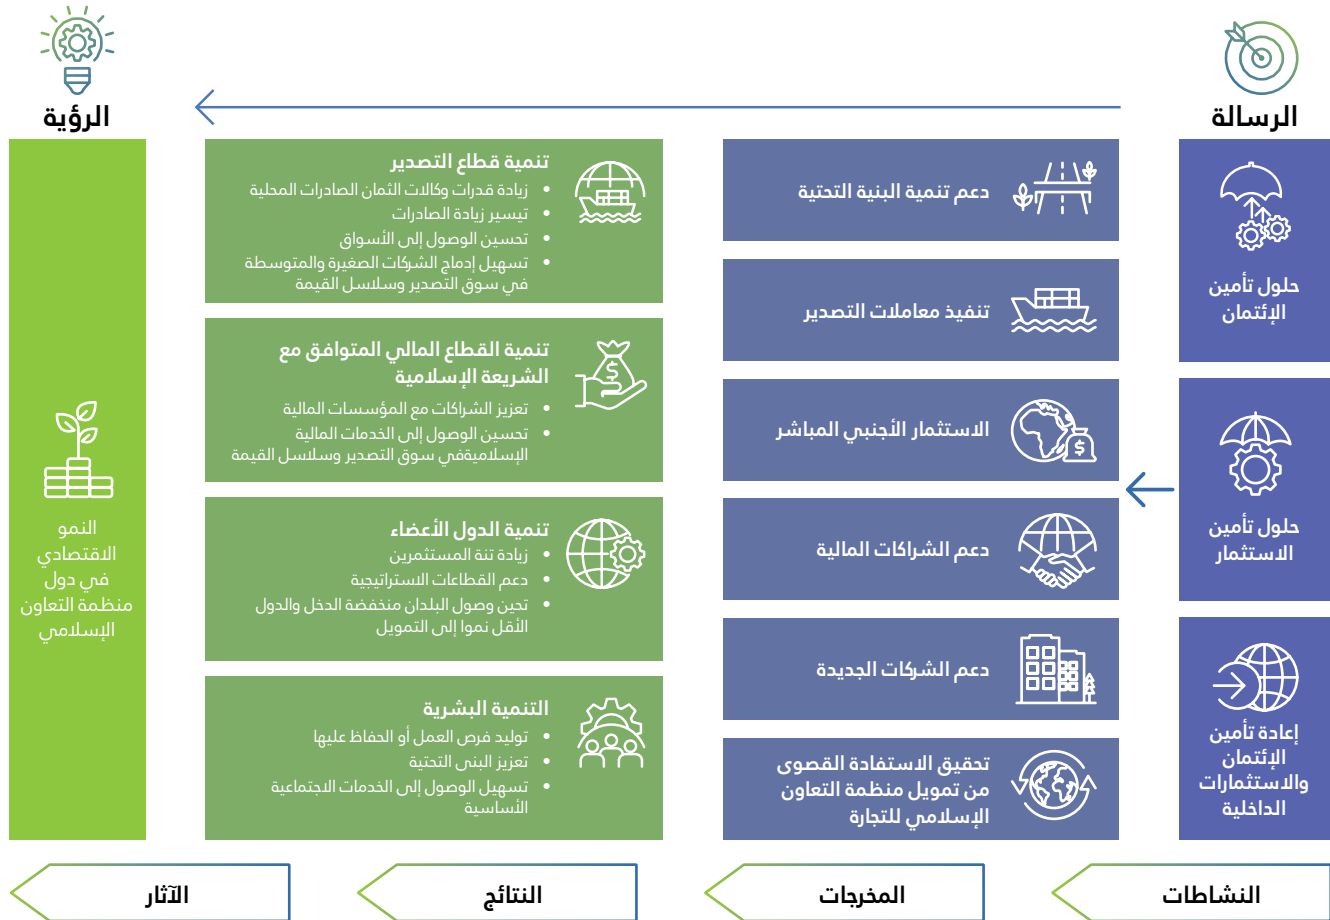 الرسالة
الرؤية
حلول تأمين
الإئتمان
حلول تأمين
الاستثمار
إعادة تأمين
الإئتمان
والاستثمارات
الداخلية
دعم تنمية البنية التحتية
تنفيذ معاملات التصدير
الاستثمار الأجنبي المباشر
دعم الشراكات المالية
دعم الشركات الجديدة
تحقيق الاستفادة القصوى
من تمويل منظمة التعاون
الإسلامي للتجارة
تنمية قطاع التصدير
• زيادة قدرات وكالات الثمان الصادرات المحلية
• تيسير زيادة الصادرات
• تحسين الوصول إلى الأسواق
• تسهيل إدماج الشركات الصغيرة والمتوسطة
في سوق التصدير وسلاسل القيمة
تنمية القطاع المالي المتوافق مع
الشريعة الإسلامية
• تعزيز الشراكات مع المؤسسات المالية
• تحسين الوصول إلى الخدمات المالية
الإسلاميةفي سوق التصدير وسلاسل القيمة
تنمية الدول الأعضاء
• زيادة تنة المستثمرين
• دعم القطاعات الاستراتيجية
• تحين وصول البلدان منخفضة الدخل والدول
الأقل نموا إلى التمويل
التنمية البشرية
• توليد فرص العمل أو الحفاظ عليها
• تعزيز البنى التحتية
• تسهيل الوصول إلى الخدمات الاجتماعية
الأساسية
النمو
الاقتصادي
في دول
منظمة التعاون
الإسلامي
النشاطات
المخرجات
النتائج
الآثار